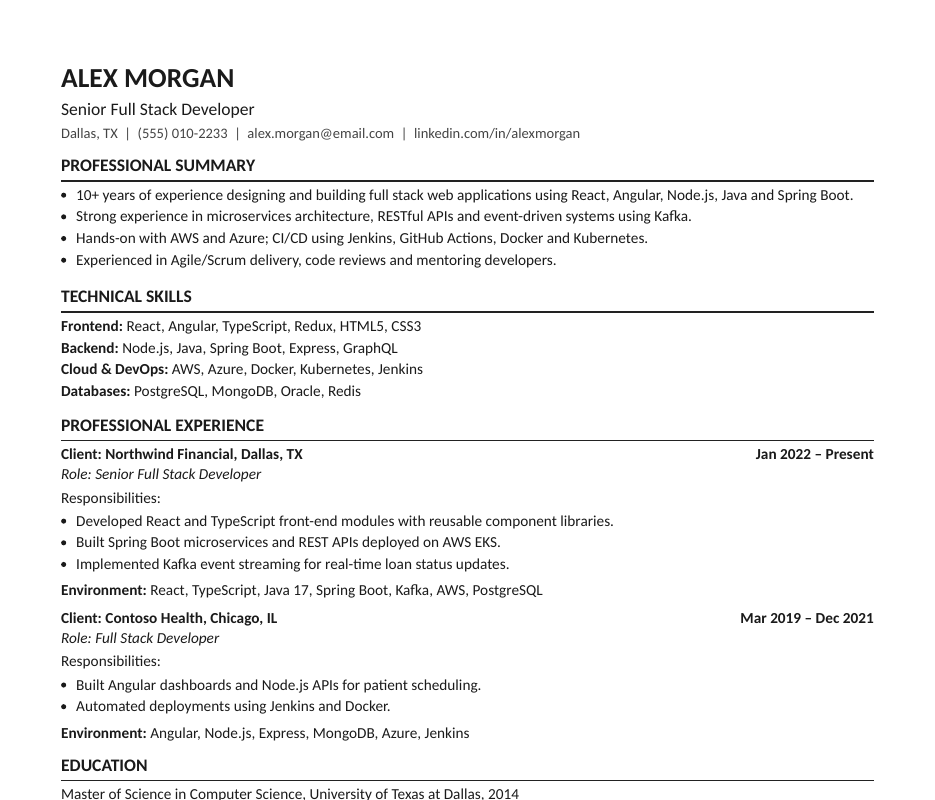 ALEX MORGAN
Senior Full Stack Developer
Dallas, TX | (555) 010-2233 | alex.morgan@email.com | linkedin.com/in/alexmorgan
PROFESSIONAL SUMMARY
• 10+ years of experience designing and building full stack web applications using React, Angular, Node.js, Java and Spring Boot.
• Strong experience in microservices architecture, RESTful APIs and event-driven systems using Kafka.
• Hands-on with AWS and Azure; CI/CD using Jenkins, GitHub Actions, Docker and Kubernetes.
• Experienced in Agile/Scrum delivery, code reviews and mentoring developers.
TECHNICAL SKILLS
Frontend: React, Angular, TypeScript, Redux, HTML5, CSS3
Backend: Node.js, Java, Spring Boot, Express, GraphQL
Cloud & DevOps: AWS, Azure, Docker, Kubernetes, Jenkins
Databases: PostgreSQL, MongoDB, Oracle, Redis
PROFESSIONAL EXPERIENCE
Client: Northwind Financial, Dallas, TX Jan 2022 – Present
Role: Senior Full Stack Developer
Responsibilities:
• Developed React and TypeScript front-end modules with reusable component libraries.
• Built Spring Boot microservices and REST APIs deployed on AWS EKS.
• Implemented Kafka event streaming for real-time loan status updates.
Environment: React, TypeScript, Java 17, Spring Boot, Kafka, AWS, PostgreSQL
Client: Contoso Health, Chicago, IL Mar 2019 – Dec 2021
Role: Full Stack Developer
Responsibilities:
• Built Angular dashboards and Node.js APIs for patient scheduling.
• Automated deployments using Jenkins and Docker.
Environment: Angular, Node.js, Express, MongoDB, Azure, Jenkins
EDUCATION
Master of Science in Computer Science, University of Texas at Dallas, 2014